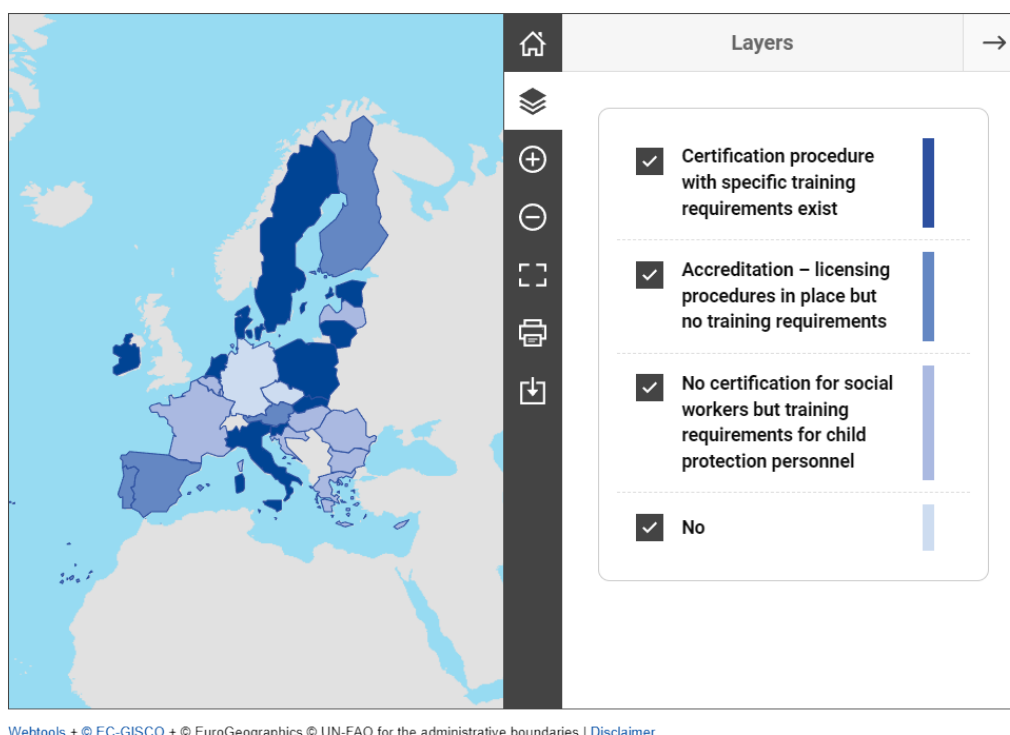 Layers
Certification procedure
with specific training
requirements exist
Accreditation – licensing
procedures in place but
no training requirements
No certification for social
workers but training
requirements for child
protection personnel
No
Webtools + © EC-GISCO + © EuroGeographics © UN-FAO for the administrative boundaries | Disclaimer